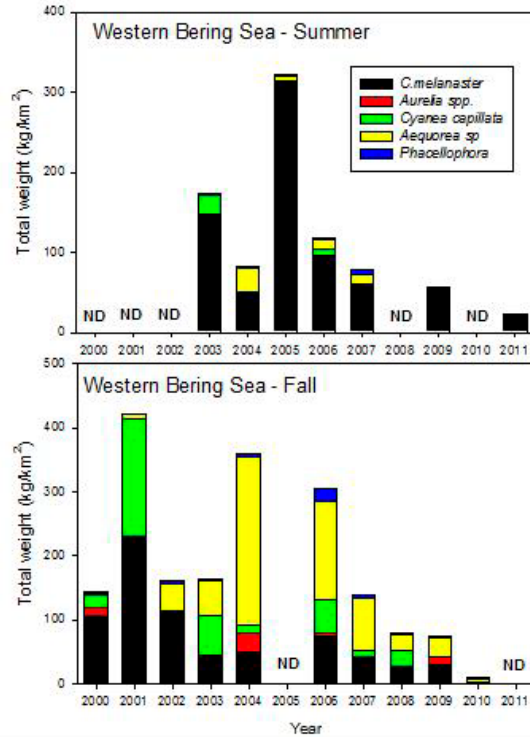 Western Bering Sea - Summer
C.melanaster
Aurelia spp.
Cyanea capillata
Aequorea sp
Phacellophora
Total weight (kg/km²)
400
300
200
100
0
ND ND ND ND ND
2000 2001 2002 2003 2004 2005 2006 2007 2008 2009 2010 2011
Western Bering Sea - Fall
Total weight (kg/km²)
500
400
300
200
100
0
ND ND
2000 2001 2002 2003 2004 2005 2006 2007 2008 2009 2010 2011
Year